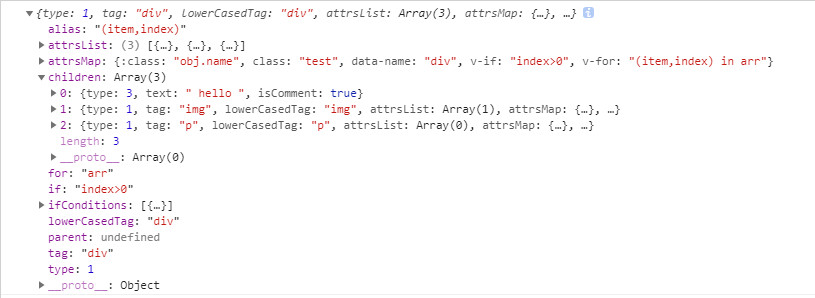 ▼{type: 1, tag: "div", lowerCasedTag: "div", attrsList: Array(3), attrsMap: {…}, …} i
alias: "(item,index)"
▶attrsList: (3) [{…}, {…}, {…}]
▶attrsMap: {:class: "obj.name", class: "test", data-name: "div", v-if: "index>0", v-for: "(item,index) in arr"}
▼children: Array(3)
▶0: {type: 3, text: " hello ", isComment: true}
▶1: {type: 1, tag: "img", lowerCasedTag: "img", attrsList: Array(1), attrsMap: {…}, …}
▶2: {type: 1, tag: "p", lowerCasedTag: "p", attrsList: Array(0), attrsMap: {…}, …}
length: 3
▶__proto__: Array(0)
for: "arr"
if: "index>0"
▶ifConditions: [{…}]
lowerCasedTag: "div"
parent: undefined
tag: "div"
type: 1
▶__proto__: Object